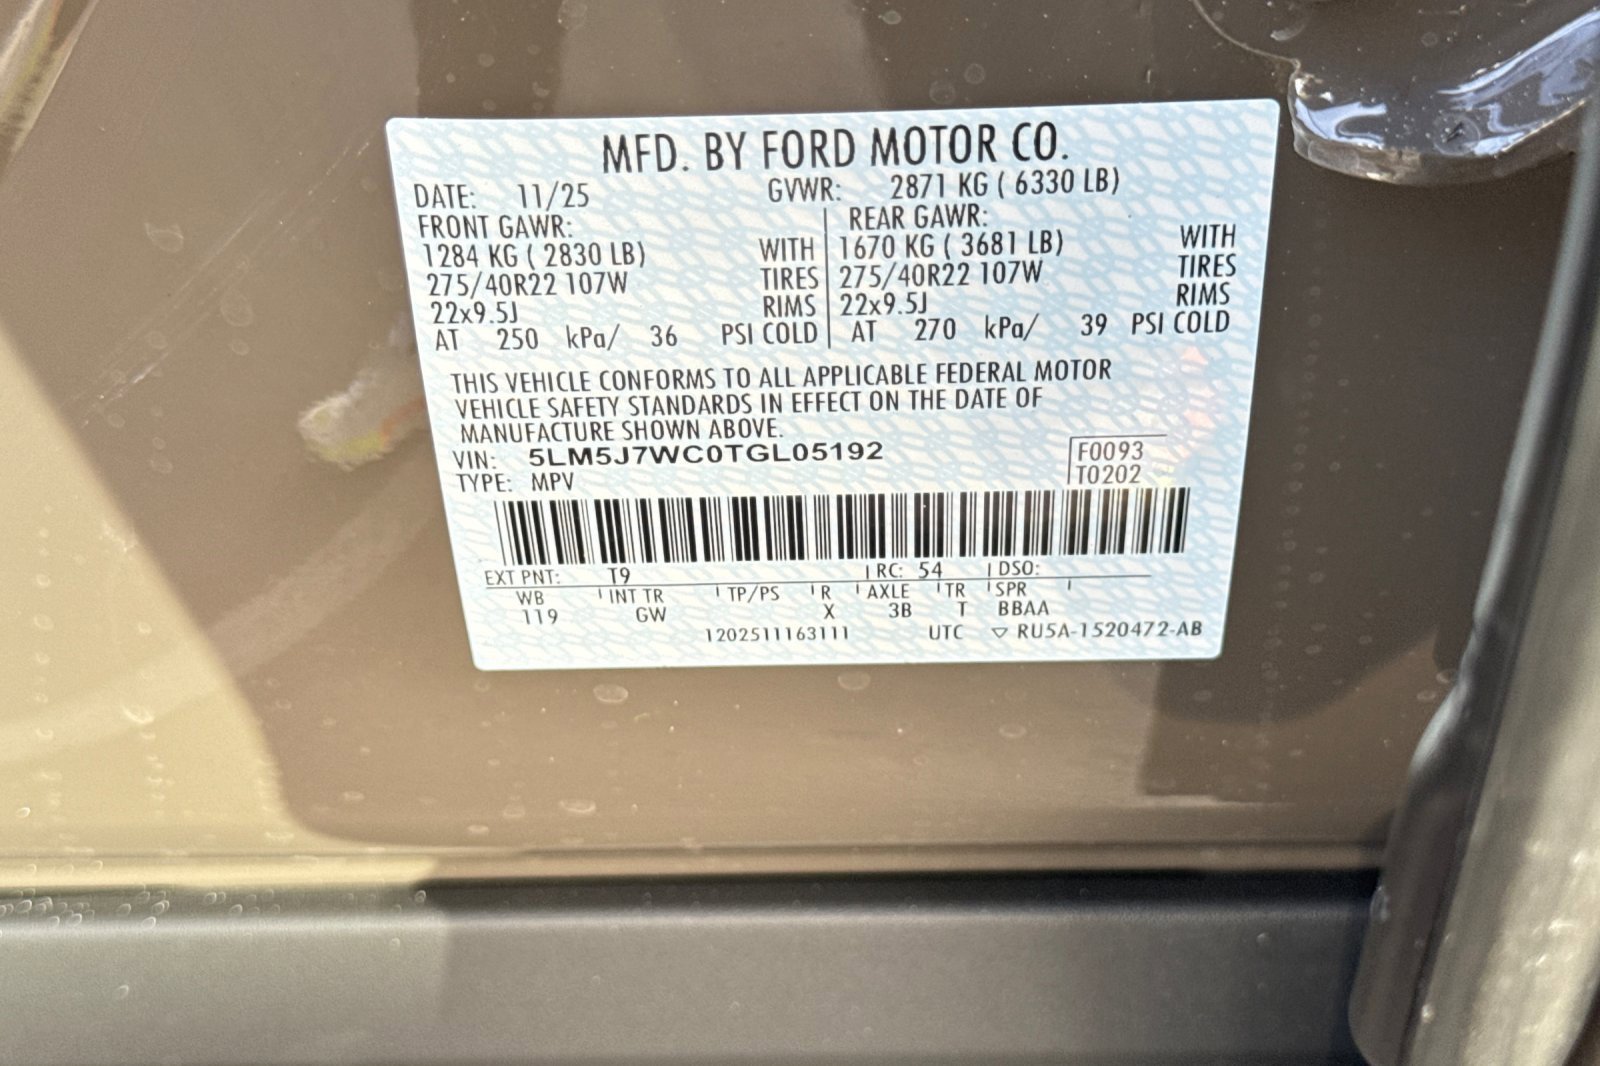 MFD. BY FORD MOTOR CO.
DATE: 11/25 GVWR: 2871 KG ( 6330 LB)
FRONT GAWR: REAR GAWR:
1284 KG ( 2830 LB) WITH 1670 KG ( 3681 LB) WITH
275/40R22 107W TIRES 275/40R22 107W TIRES
22x9.5J RIMS 22x9.5J RIMS
AT 250 kPa/ 36 PSI COLD AT 270 kPa/ 39 PSI COLD
THIS VEHICLE CONFORMS TO ALL APPLICABLE FEDERAL MOTOR
VEHICLE SAFETY STANDARDS IN EFFECT ON THE DATE OF
MANUFACTURE SHOWN ABOVE.
VIN: 5LM5J7WC0TGL05192 F0093
TYPE: MPV T0202
EXT PNT: T9 RC: 54 DSO:
WB INT TR TP/PS R AXLE TR SPR
119 GW X 3B T BBAA
1202511163111 UTC ▽ RU5A-1520472-AB